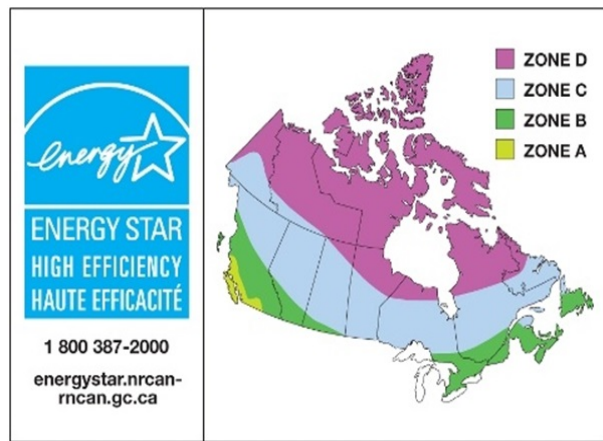 energy
ENERGY STAR
HIGH EFFICIENCY
HAUTE EFFICACITÉ
1 800 387-2000
energystar.nrcan-
rncan.gc.ca
ZONE D
ZONE C
ZONE B
ZONE A